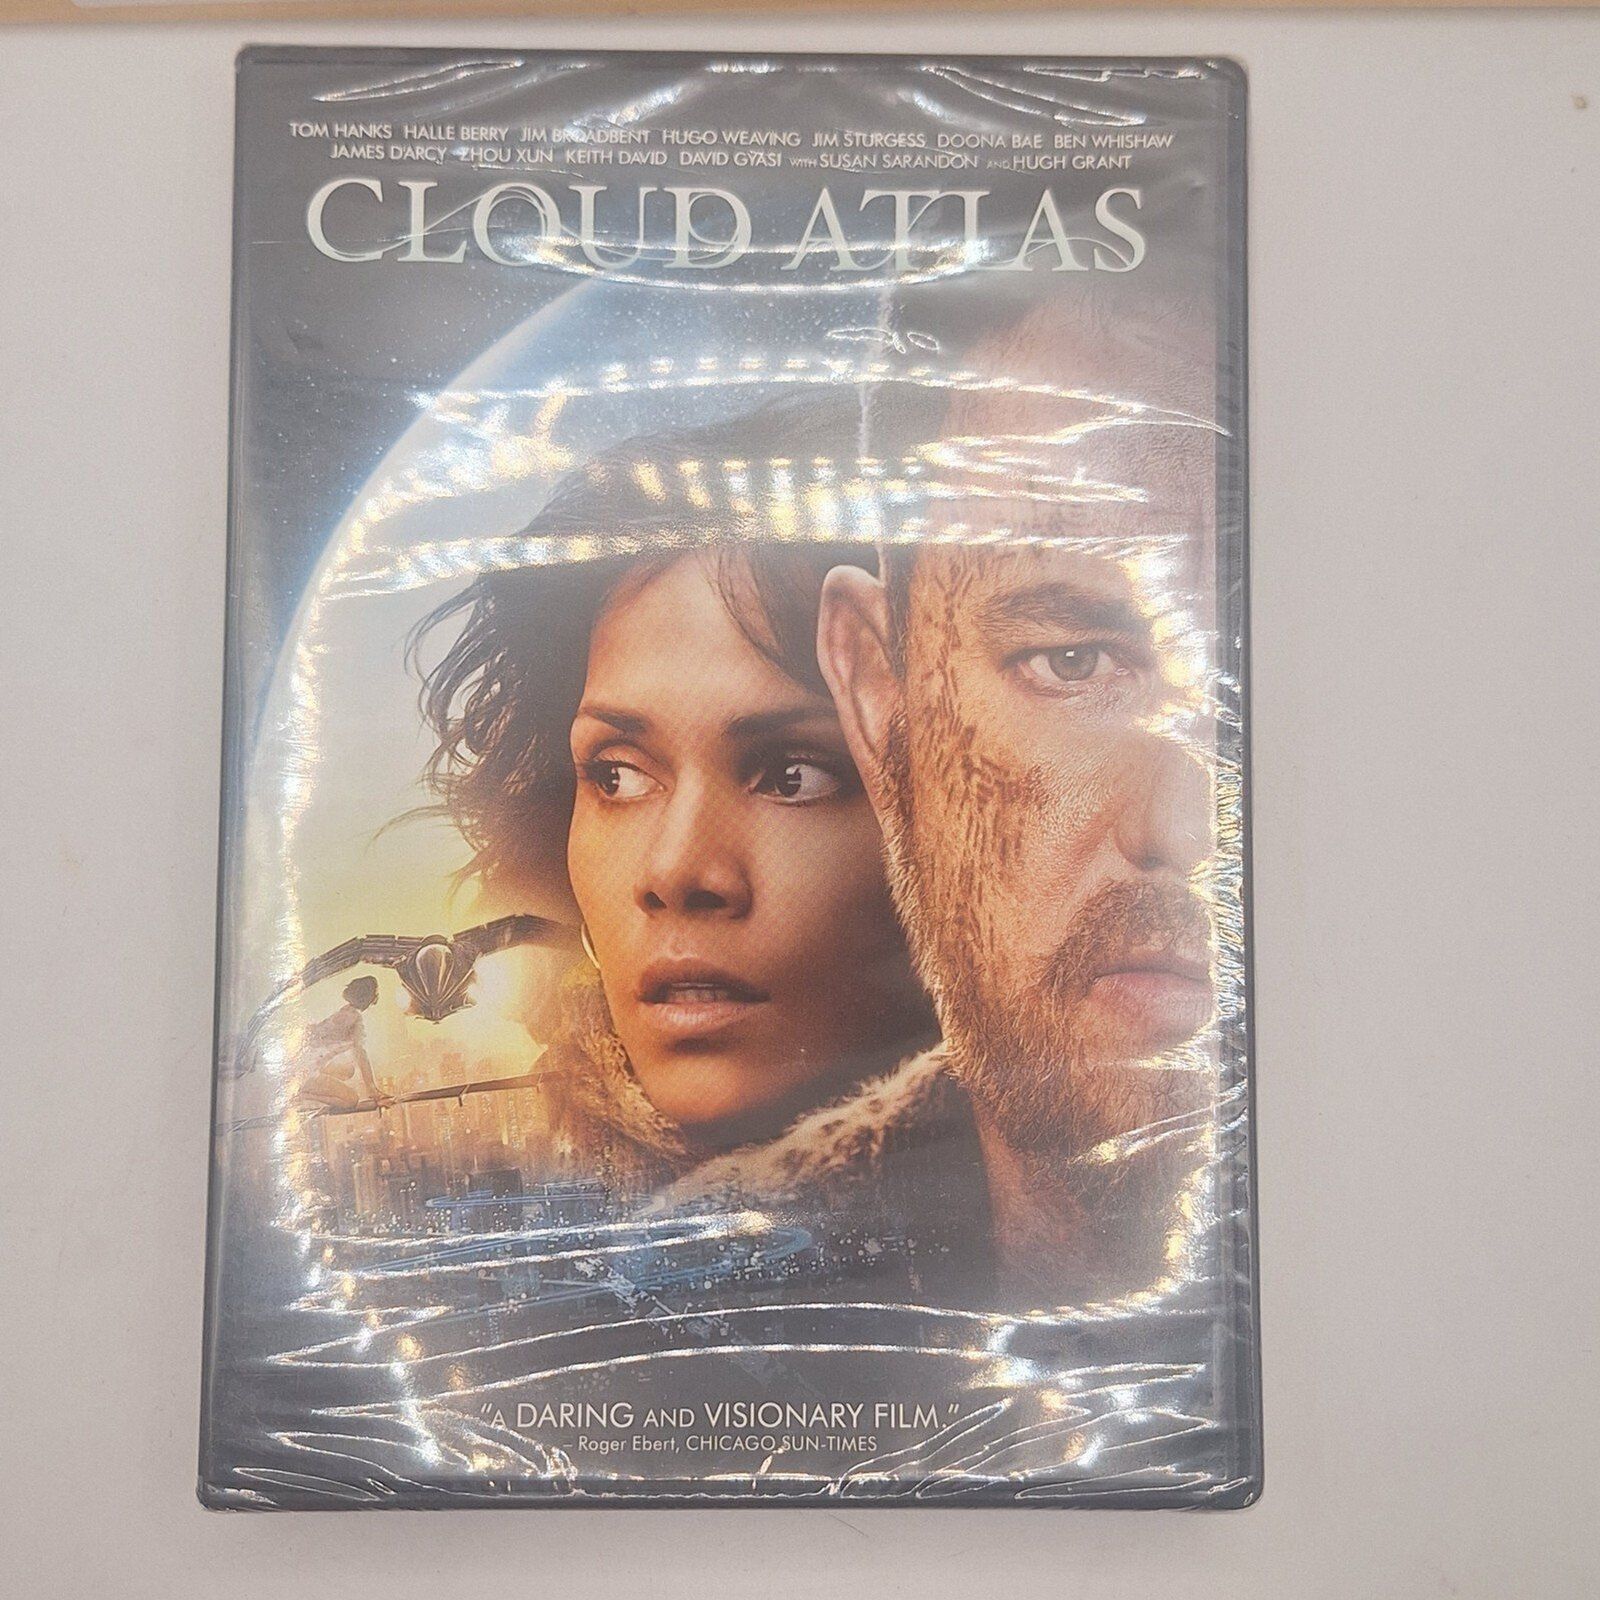 TOM HANKS HALLE BERRY JIM BROADBENT HUGO WEAVING JIM STURGESS DOONA BAE BEN WHISHAW
JAMES D'ARCY ZHOU XUN KEITH DAVID DAVID GYASI WITH SUSAN SARANDON AND HUGH GRANT
CLOUD ATLAS
"A DARING AND VISIONARY FILM."
– Roger Ebert, CHICAGO SUN-TIMES